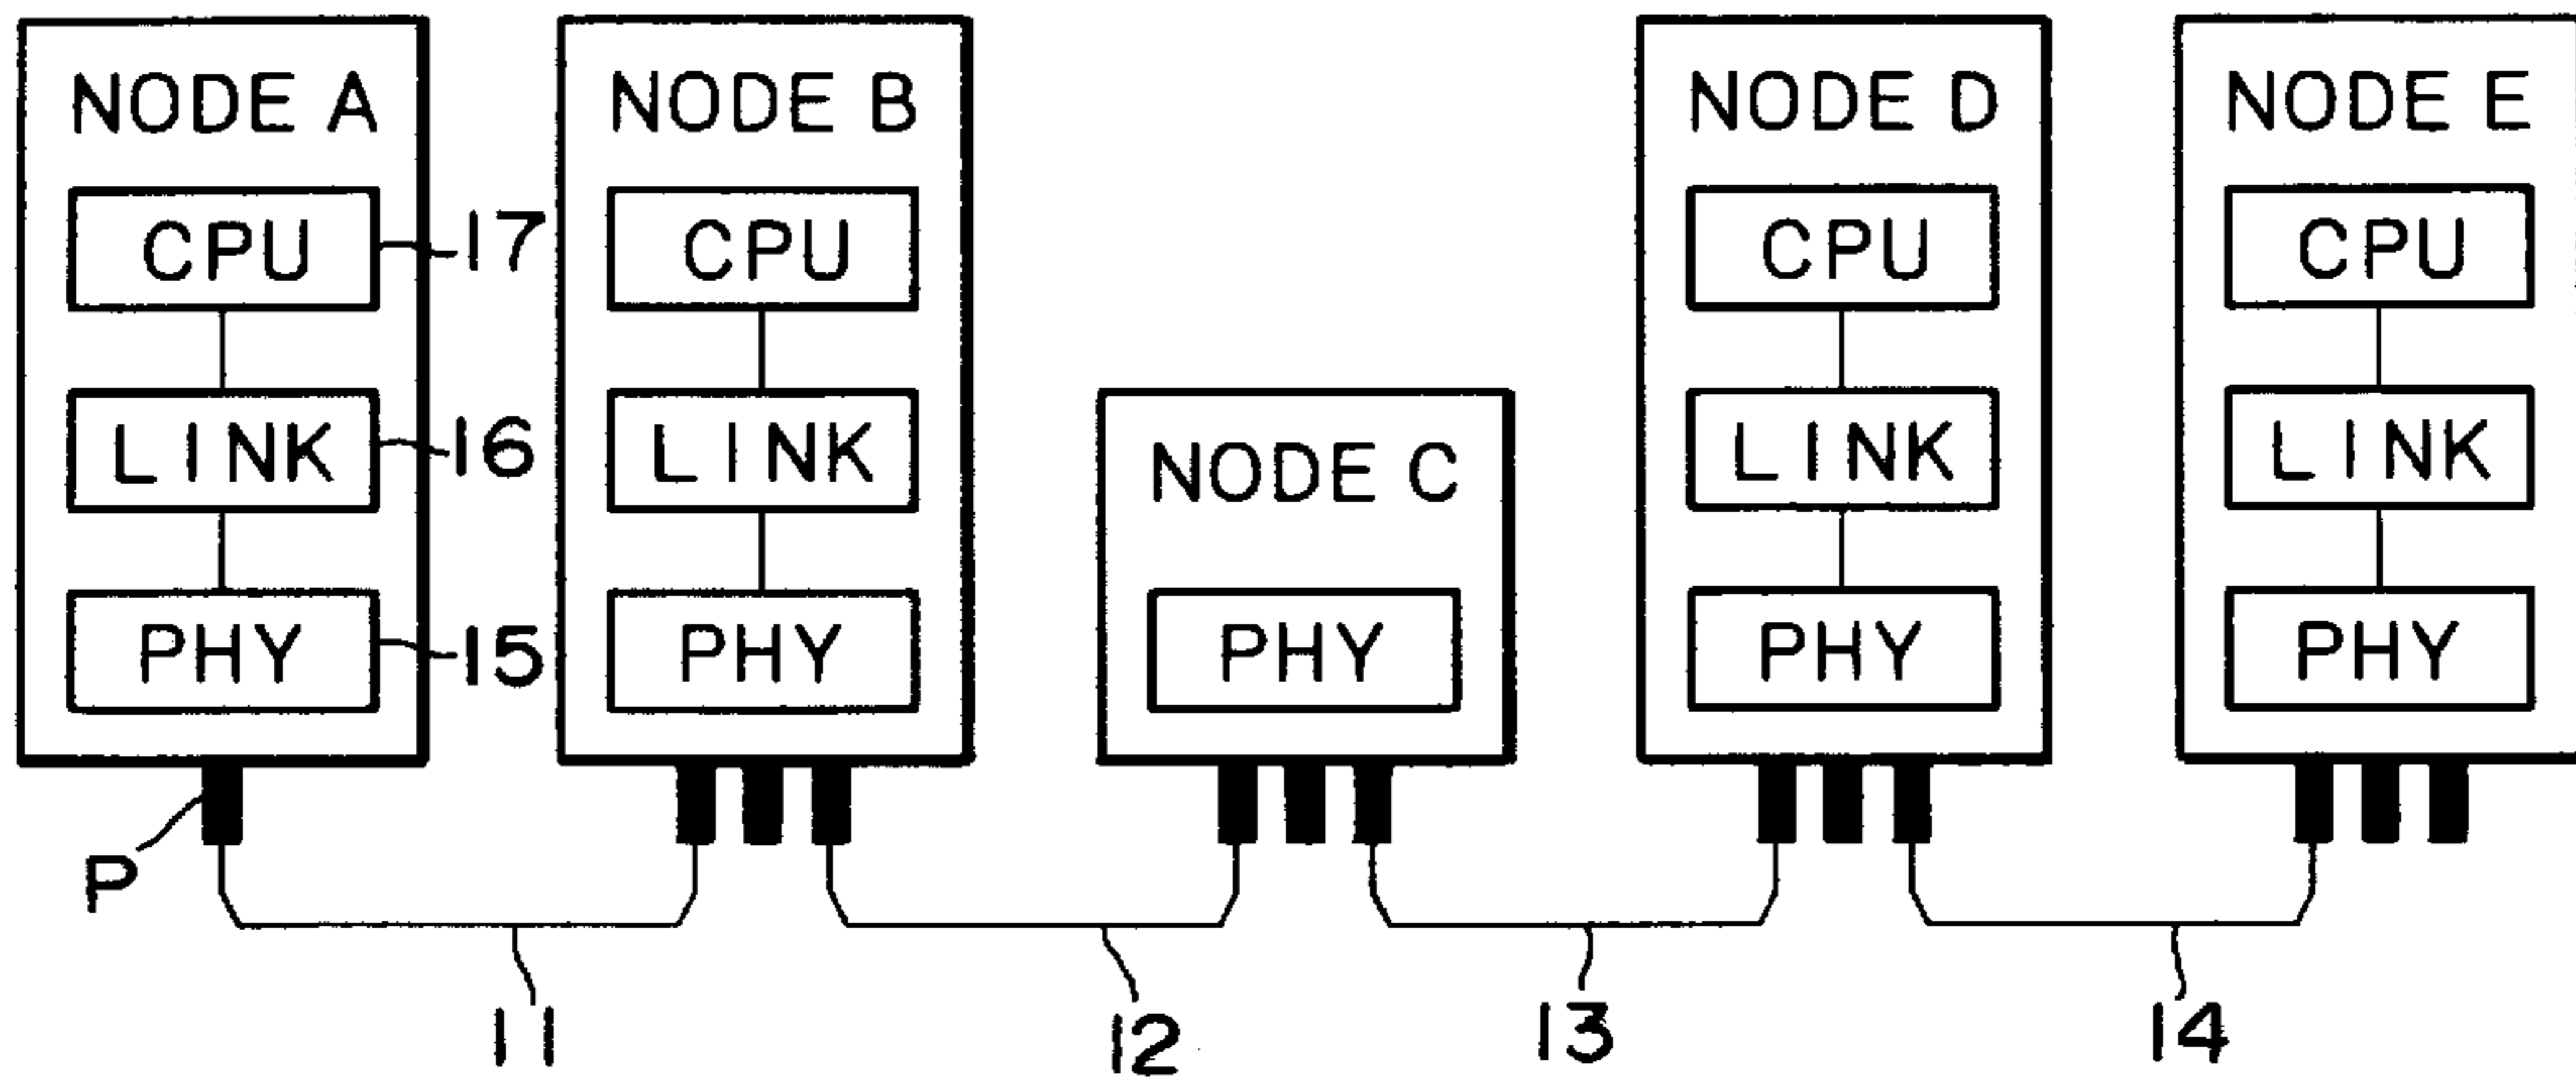 NODE A
NODE B
NODE D
NODE E
CPU
17
CPU
CPU
CPU
LINK
16
LINK
NODE C
LINK
LINK
PHY
15
PHY
PHY
PHY
PHY
P
11
12
13
14